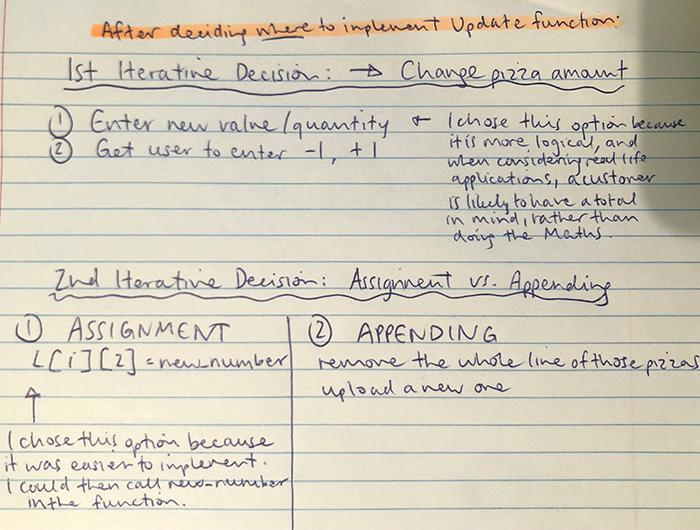 After deciding where to implement Update function:
1st Iterative Decision: → Change pizza amount
① Enter new value/quantity ←
② Get user to enter -1, +1
I chose this option because
it is more logical, and
when considering real life
applications, a customer
is likely to have a total
in mind, rather than
doing the Maths.
2nd Iterative Decision: Assignment vs. Appending
① ASSIGNMENT
L[i][2] = new_number
↑
I chose this option because
it was easier to implement.
I could then call new_number
in the function.
② APPENDING
remove the whole line of those pizzas
upload a new one